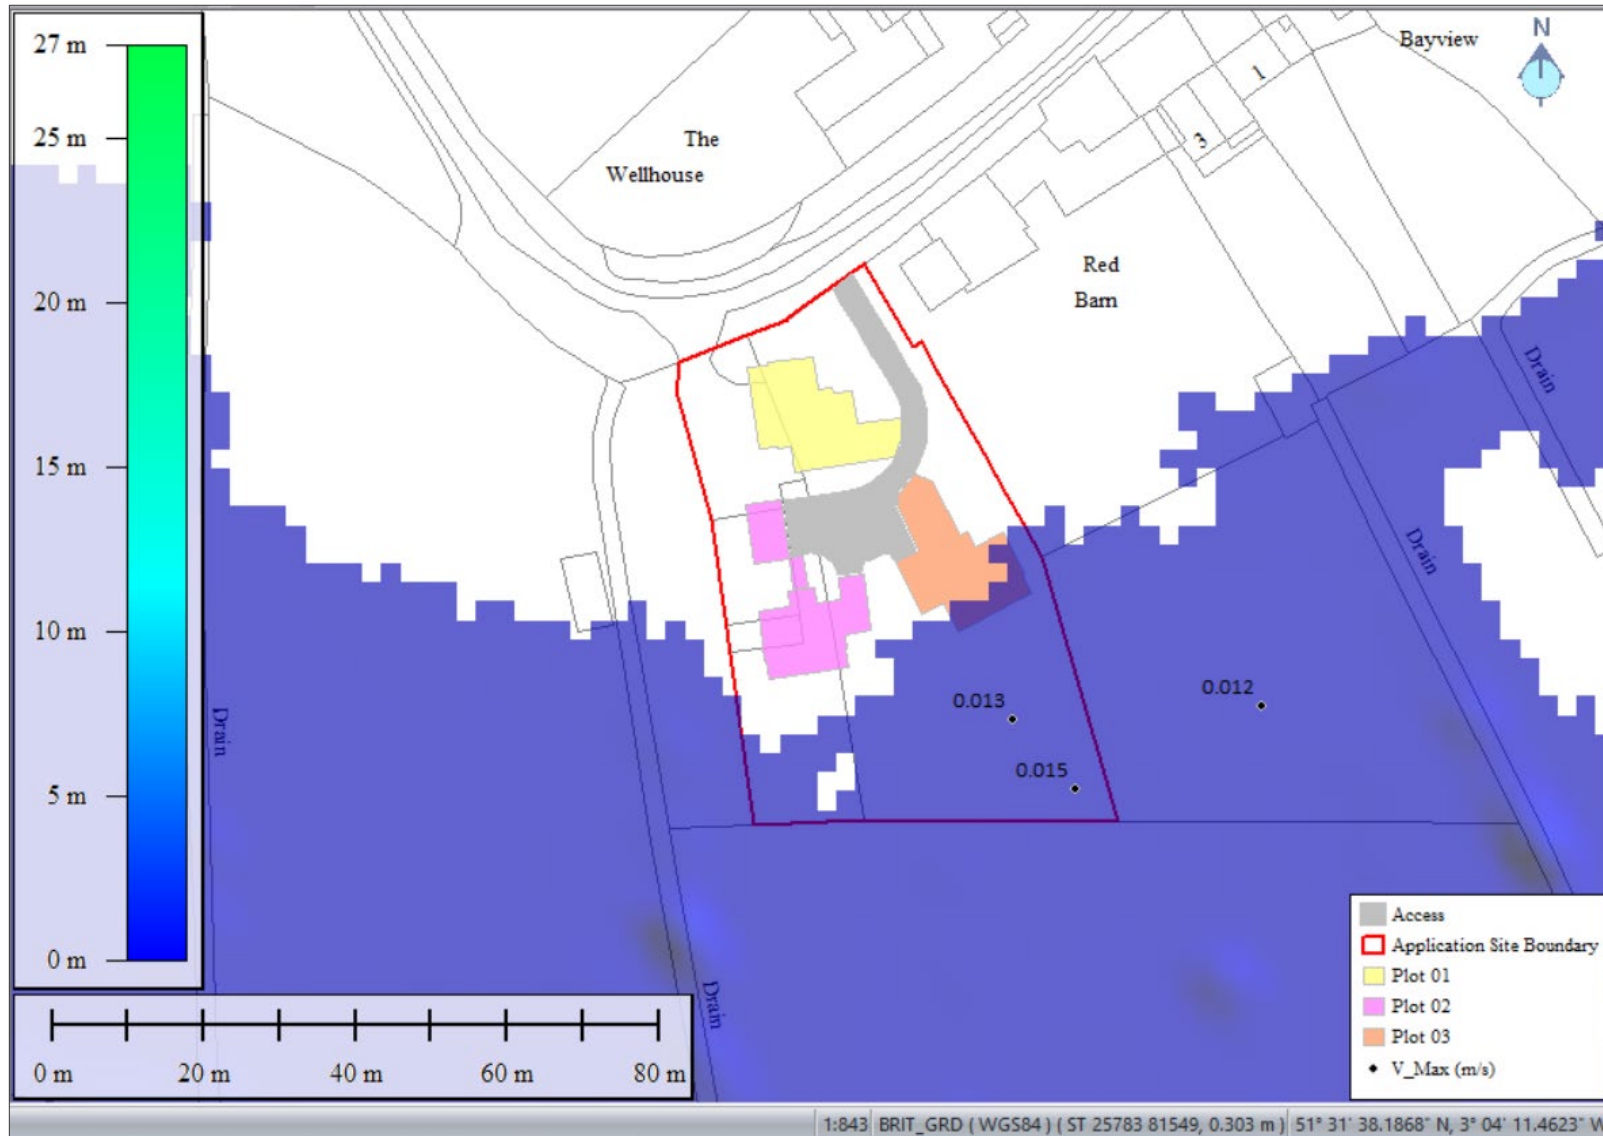 27 m
25 m
20 m
15 m
10 m
5 m
0 m
N
Bayview
1
3
The
Wellhouse
Red
Barn
Drain
Drain
0.013
0.012
0.015
Drain
Drain
Access
Application Site Boundary
Plot 01
Plot 02
Plot 03
V_Max (m/s)
0 m 20 m 40 m 60 m 80 m
1:843 BRIT_GRD ( WGS84 ) ( ST 25783 81549, 0.303 m ) 51° 31' 38.1868" N, 3° 04' 11.4623" W